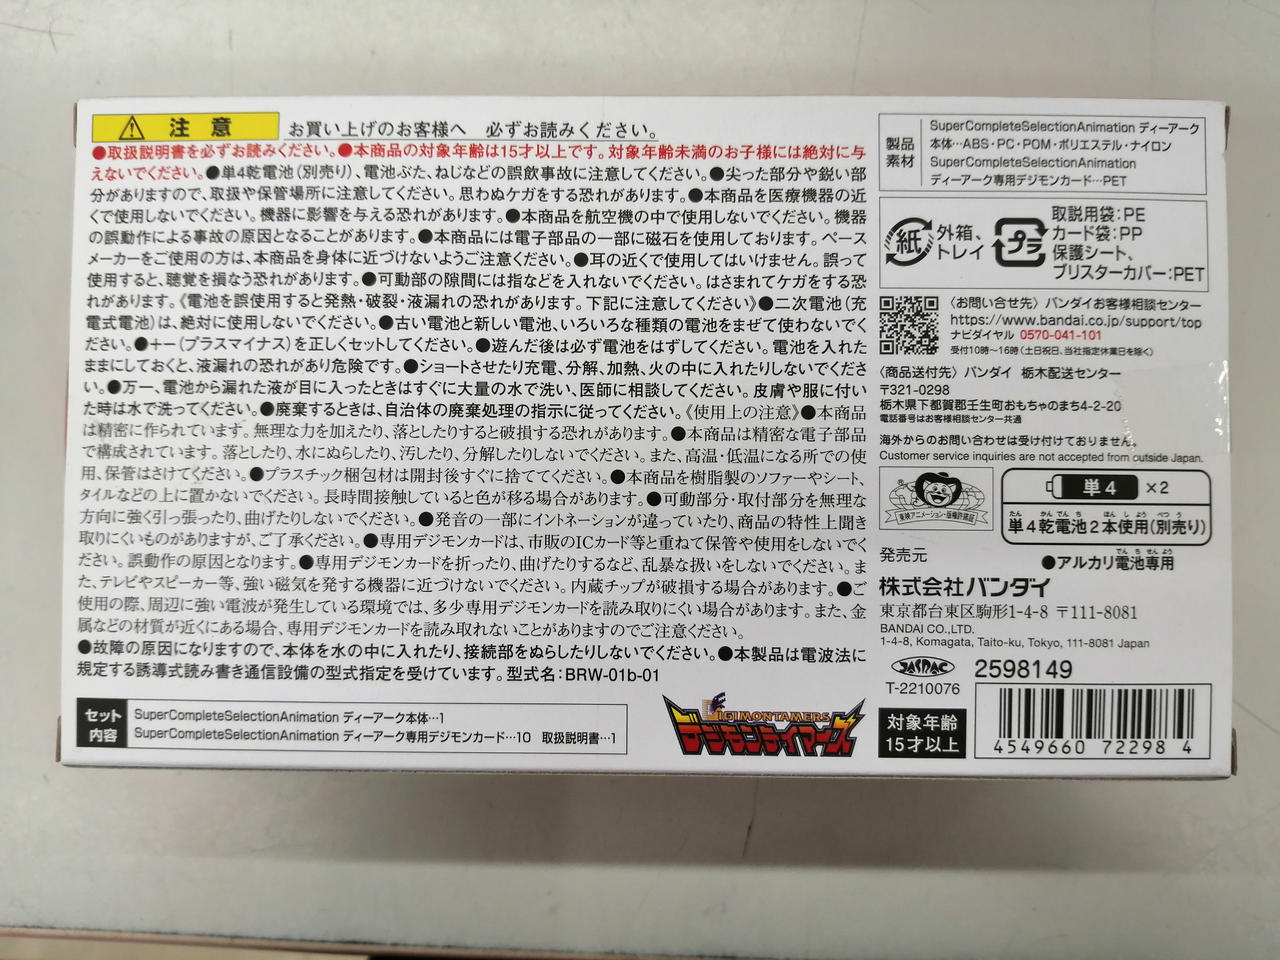 注意 お買い上げのお客様へ 必ずお読みください。
●取扱説明書を必ずお読みください。●本商品の対象年齢は15才以上です。対象年齢未満のお子様には絶対に与
えないでください。●単4乾電池(別売り)、電池ぶた、ねじなどの誤飲事故に注意してください。●尖った部分や鋭い部
分がありますので、取扱や保管場所に注意してください。思わぬケガをする恐れがあります。●本商品を医療機器の近
くで使用しないでください。機器に影響を与える恐れがあります。●本商品を航空機の中で使用しないでください。機器
の誤動作による事故の原因となることがあります。●本商品には電子部品の一部に磁石を使用しております。ペース
メーカーをご使用の方は、本商品を身体に近づけないようご注意ください。●耳の近くで使用してはいけません。誤って
使用すると、聴覚を損なう恐れがあります。●可動部の隙間には指などを入れないでください。はさまれてケガをする恐
れがあります。《電池を誤使用すると発熱・破裂・液漏れの恐れがあります。下記に注意してください》●二次電池(充
電式電池)は、絶対に使用しないでください。●古い電池と新しい電池、いろいろな種類の電池をまぜて使わないでくだ
さい。●+-(プラスマイナス)を正しくセットしてください。●遊んだ後は必ず電池をはずしてください。電池を入れた
ままにしておくと、液漏れの恐れがあり危険です。●ショートさせたり充電、分解、加熱、火の中に入れたりしないでくださ
い。●万一、電池から漏れた液が目に入ったときはすぐに大量の水で洗い、医師に相談してください。皮膚や服に付い
た時は水で洗ってください。●廃棄するときは、自治体の廃棄処理の指示に従ってください。《使用上の注意》●本商品
は精密に作られています。無理な力を加えたり、落としたりすると破損する恐れがあります。●本商品は精密な電子部品
で構成されています。落としたり、水にぬらしたり、汚したり、分解したりしないでください。また、高温・低温になる所での使
用、保管はさけてください。●プラスチック梱包材は開封後すぐに捨ててください。●本商品を樹脂製のソファーやシート、
タイルなどの上に置かないでください。長時間接触していると色が移る場合があります。●可動部分・取付部分を無理な
方向に強く引っ張ったり、曲げたりしないでください。●発音の一部にイントネーションが違っていたり、商品の特性上聞き
取りにくいものがありますが、ご了承ください。●専用デジモンカードは、市販のICカード等と重ねて保管や使用をしないでく
ださい。誤動作の原因となります。●専用デジモンカードを折ったり、曲げたりするなど、乱暴な扱いをしないでください。ま
た、テレビやスピーカー等、強い磁気を発する機器に近づけないでください。内蔵チップが破損する場合があります。●ご
使用の際、周辺に強い電波が発生している環境では、多少専用デジモンカードを読み取りにくい場合があります。また、金
属などの材質が近くにある場合、専用デジモンカードを読み取れないことがありますのでご注意ください。
●故障の原因になりますので、本体を水の中に入れたり、接続部をぬらしたりしないでください。●本製品は電波法に
規定する誘導式読み書き通信設備の型式指定を受けています。型式名:BRW-01b-01
セット内容
SuperCompleteSelectionAnimation ディーアーク本体…1
SuperCompleteSelectionAnimation ディーアーク専用デジモンカード…10 取扱説明書…1
DIGIMONTAMERS
デジモンテイマーズ
製品素材
SuperCompleteSelectionAnimation ディーアーク
本体…ABS・PC・POM・ポリエステル・ナイロン
SuperCompleteSelectionAnimation
ディーアーク専用デジモンカード…PET
紙 外箱、トレイ
プラ 取説用袋:PE
カード袋:PP
保護シート、
ブリスターカバー:PET
〈お問い合せ先〉バンダイお客様相談センター
https://www.bandai.co.jp/support/top
ナビダイヤル 0570-041-101
受付10時~16時(土日祝日、当社指定休業日を除く)
〈商品送付先〉バンダイ 栃木配送センター
〒321-0298
栃木県下都賀郡壬生町おもちゃのまち4-2-20
電話番号はお客様相談センター共通
海外からのお問い合わせは受け付けておりません。
Customer service inquiries are not accepted from outside Japan.
東映アニメーション・版権許諾証
単4 ×2
単4乾電池2本使用(別売り)
●アルカリ電池専用
発売元
株式会社バンダイ
東京都台東区駒形1-4-8 〒111-8081
BANDAI CO.,LTD.
1-4-8, Komagata, Taito-ku, Tokyo, 111-8081 Japan
JASRAC
T-2210076
2598149
対象年齢
15才以上
4549660 72298 4